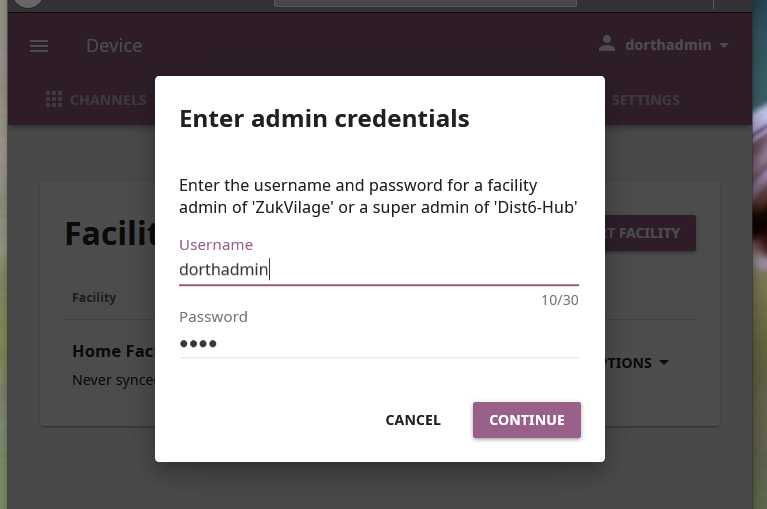 Device
dorthadmin
CHANNELS
SETTINGS
Enter admin credentials
Enter the username and password for a facility
admin of 'ZukVilage' or a super admin of 'Dist6-Hub'
Facilit
T FACILITY
Username
dorthadmin
Facility
10/30
Password
Home Fac
Never synce
PTIONS
CANCEL
CONTINUE